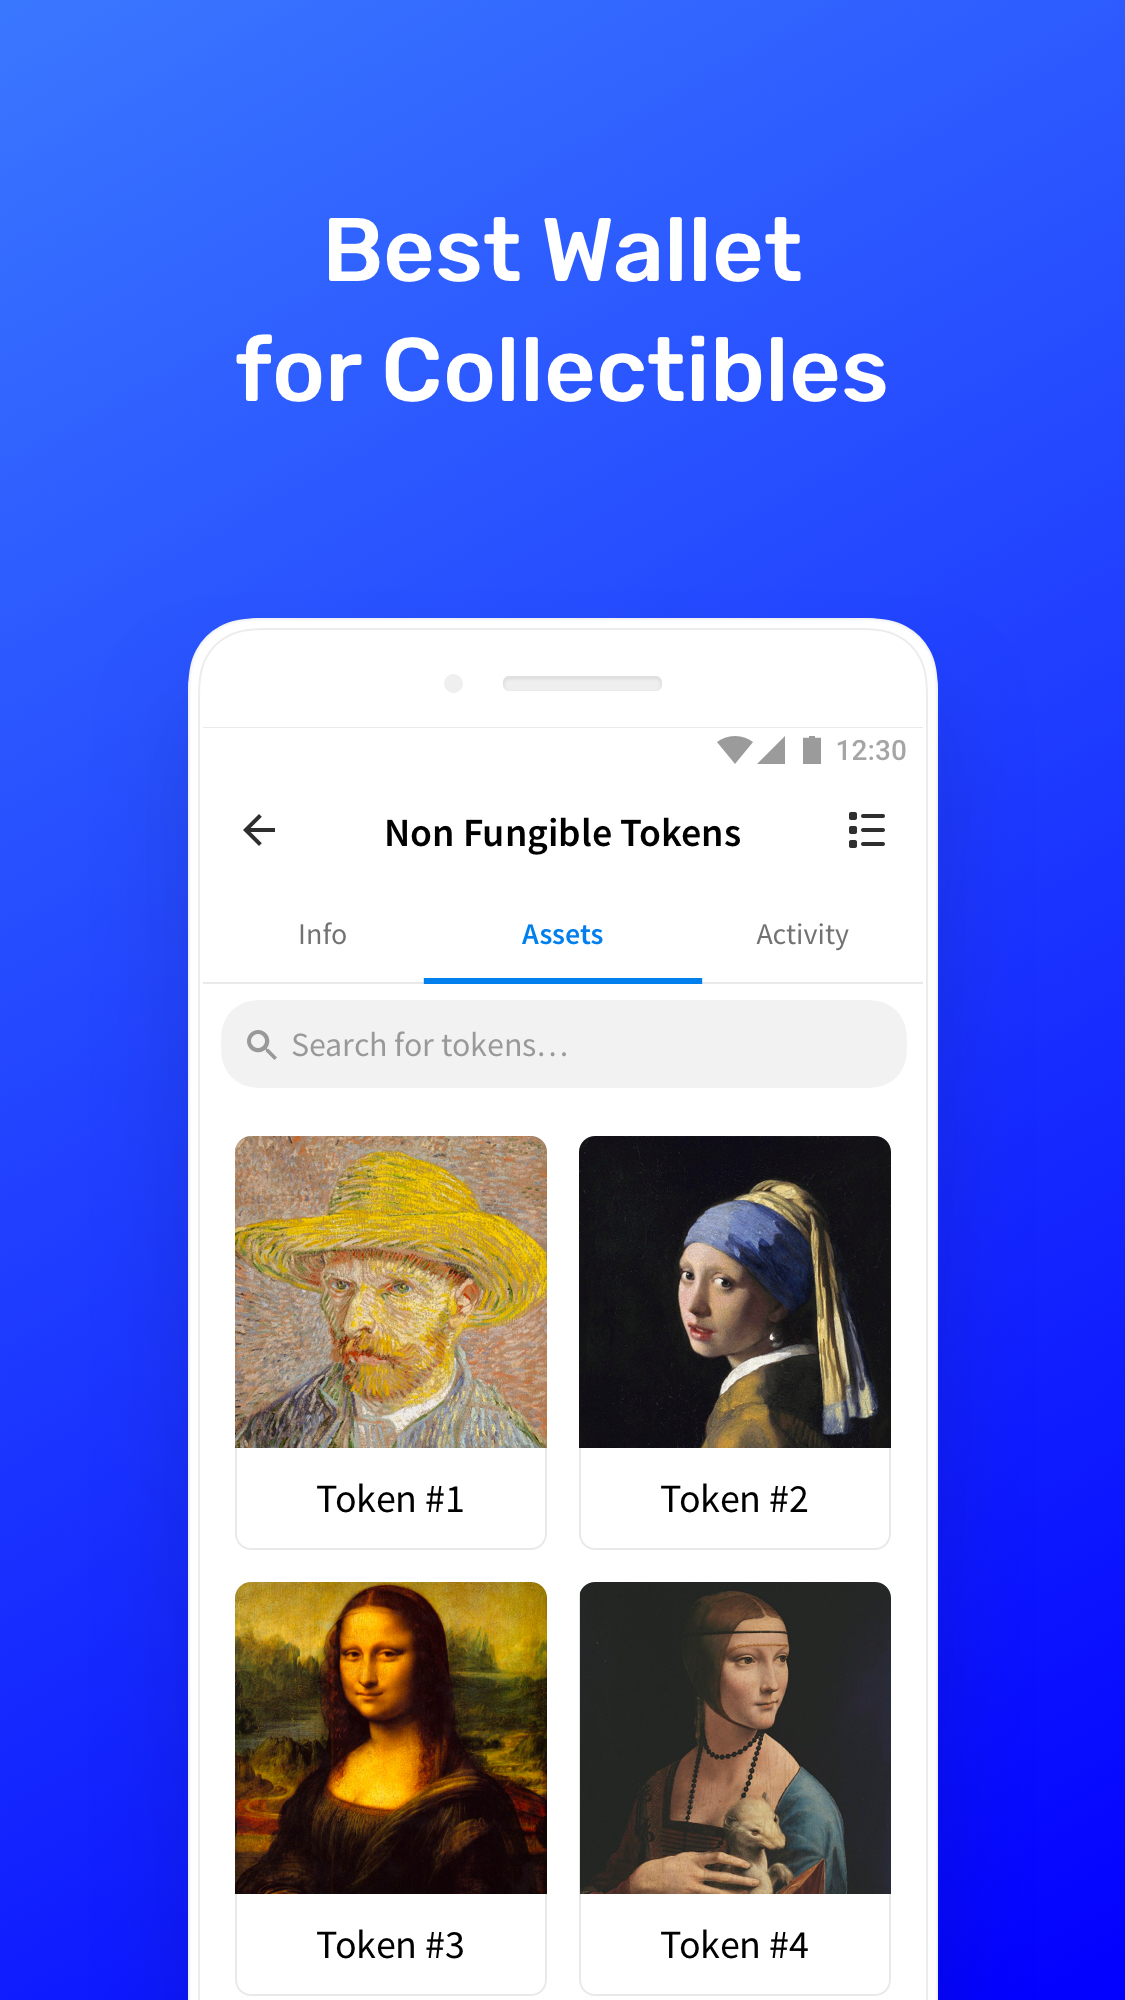 Best Wallet
for Collectibles
12:30
Non Fungible Tokens
Info Assets Activity
Search for tokens...
Token #1 Token #2
Token #3 Token #4